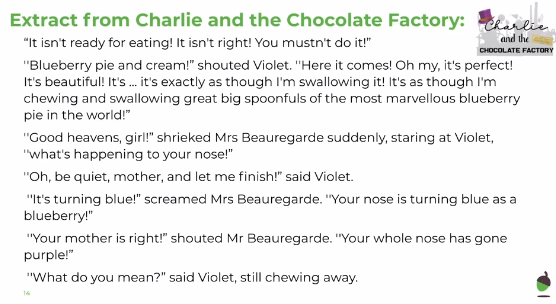 Extract from Charlie and the Chocolate Factory:
Charlie
and the
CHOCOLATE FACTORY
“It isn't ready for eating! It isn't right! You mustn't do it!”
''Blueberry pie and cream!” shouted Violet. ''Here it comes! Oh my, it's perfect!
It's beautiful! It's ... it's exactly as though I'm swallowing it! It's as though I'm
chewing and swallowing great big spoonfuls of the most marvellous blueberry
pie in the world!”
''Good heavens, girl!” shrieked Mrs Beauregarde suddenly, staring at Violet,
''what's happening to your nose!”
''Oh, be quiet, mother, and let me finish!” said Violet.
''It's turning blue!” screamed Mrs Beauregarde. ''Your nose is turning blue as a
blueberry!”
''Your mother is right!” shouted Mr Beauregarde. ''Your whole nose has gone
purple!”
''What do you mean?” said Violet, still chewing away.
14